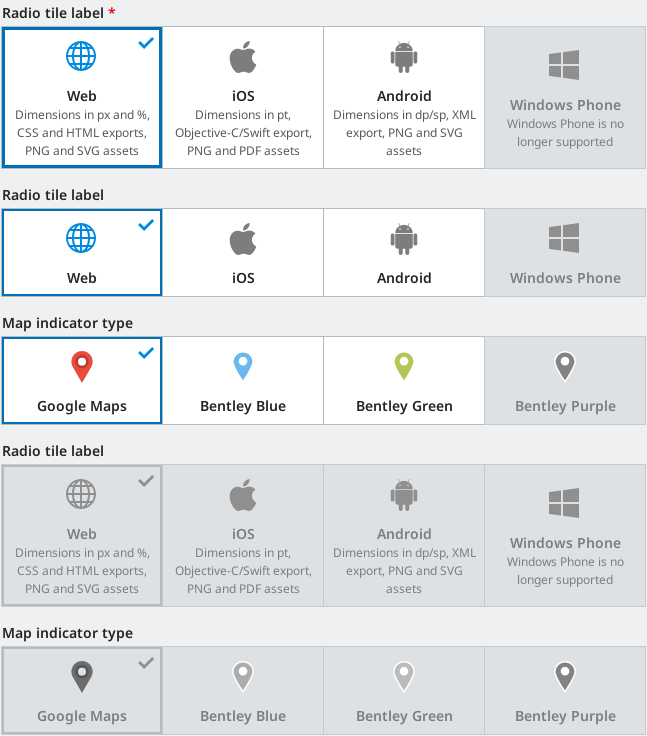 Radio tile label *
Web
Dimensions in px and %,
CSS and HTML exports,
PNG and SVG assets
iOS
Dimensions in pt,
Objective-C/Swift export,
PNG and PDF assets
Android
Dimensions in dp/sp, XML
export, PNG and SVG
assets
Windows Phone
Windows Phone is no
longer supported
Radio tile label
Web
iOS
Android
Windows Phone
Map indicator type
Google Maps
Bentley Blue
Bentley Green
Bentley Purple
Radio tile label
Web
Dimensions in px and %,
CSS and HTML exports,
PNG and SVG assets
iOS
Dimensions in pt,
Objective-C/Swift export,
PNG and PDF assets
Android
Dimensions in dp/sp, XML
export, PNG and SVG
assets
Windows Phone
Windows Phone is no
longer supported
Map indicator type
Google Maps
Bentley Blue
Bentley Green
Bentley Purple